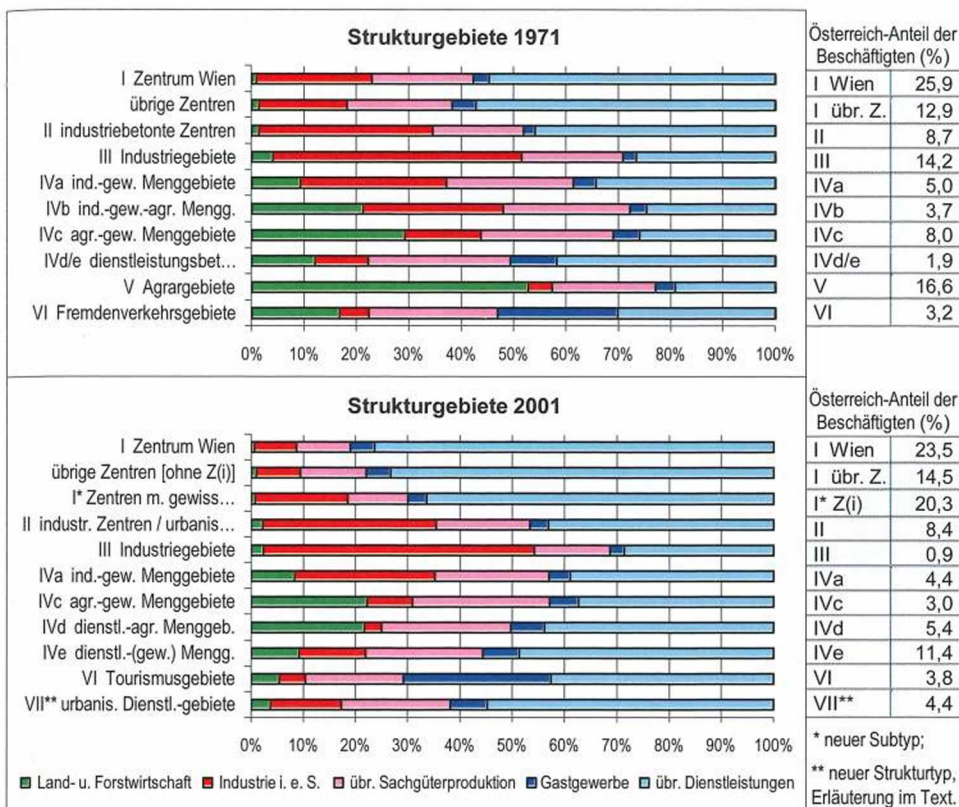 Strukturgebiete 1971
I Zentrum Wien
übrige Zentren
II industriebetonte Zentren
III Industriegebiete
IVa ind.-gew. Menggebiete
IVb ind.-gew.-agr. Mengg.
IVc agr.-gew. Menggebiete
IVd/e dienstleistungsbet...
V Agrargebiete
VI Fremdenverkehrsgebiete
0% 10% 20% 30% 40% 50% 60% 70% 80% 90% 100%
Österreich-Anteil der
Beschäftigten (%)
I Wien 25,9
I übr. Z. 12,9
II 8,7
III 14,2
IVa 5,0
IVb 3,7
IVc 8,0
IVd/e 1,9
V 16,6
VI 3,2
Strukturgebiete 2001
I Zentrum Wien
übrige Zentren [ohne Z(i)]
I* Zentren m. gewiss...
II industr. Zentren / urbanis...
III Industriegebiete
IVa ind.-gew. Menggebiete
IVc agr.-gew. Menggebiete
IVd dienstl.-agr. Menggeb.
IVe dienstl.-(gew.) Mengg.
VI Tourismusgebiete
VII** urbanis. Dienstl.-gebiete
0% 10% 20% 30% 40% 50% 60% 70% 80% 90% 100%
Land- u. Forstwirtschaft Industrie i. e. S. übr. Sachgüterproduktion Gastgewerbe übr. Dienstleistungen
Österreich-Anteil der
Beschäftigten (%)
I Wien 23,5
I übr. Z. 14,5
I* Z(i) 20,3
II 8,4
III 0,9
IVa 4,4
IVc 3,0
IVd 5,4
IVe 11,4
VI 3,8
VII** 4,4
* neuer Subtyp;
** neuer Strukturtyp,
Erläuterung im Text.